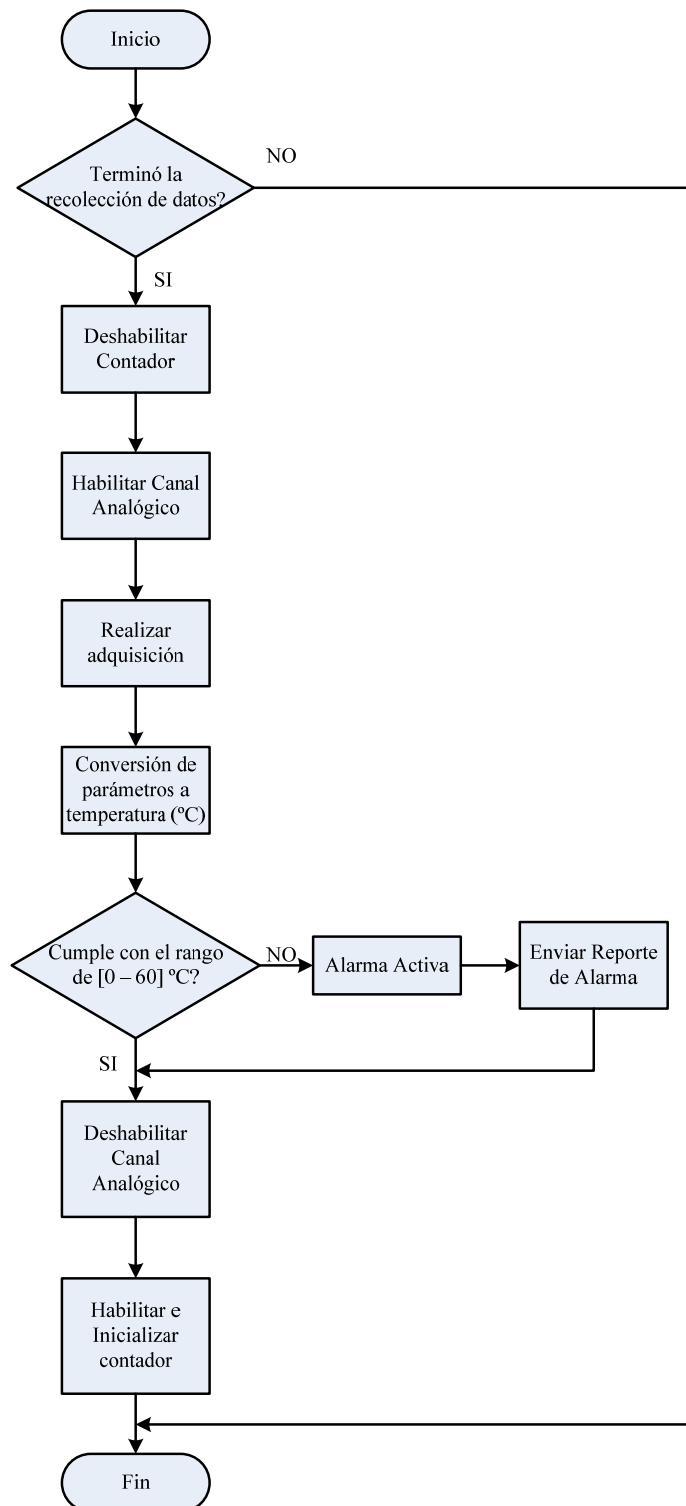 Inicio
Terminó la
recolección de datos?
NO
SI
Deshabilitar
Contador
Habilitar Canal
Analógico
Realizar
adquisición
Conversión de
parámetros a
temperatura (ºC)
Cumple con el rango
de [0 – 60] ºC?
NO
Alarma Activa
Enviar Reporte
de Alarma
SI
Deshabilitar
Canal
Analógico
Habilitar e
Inicializar
contador
Fin